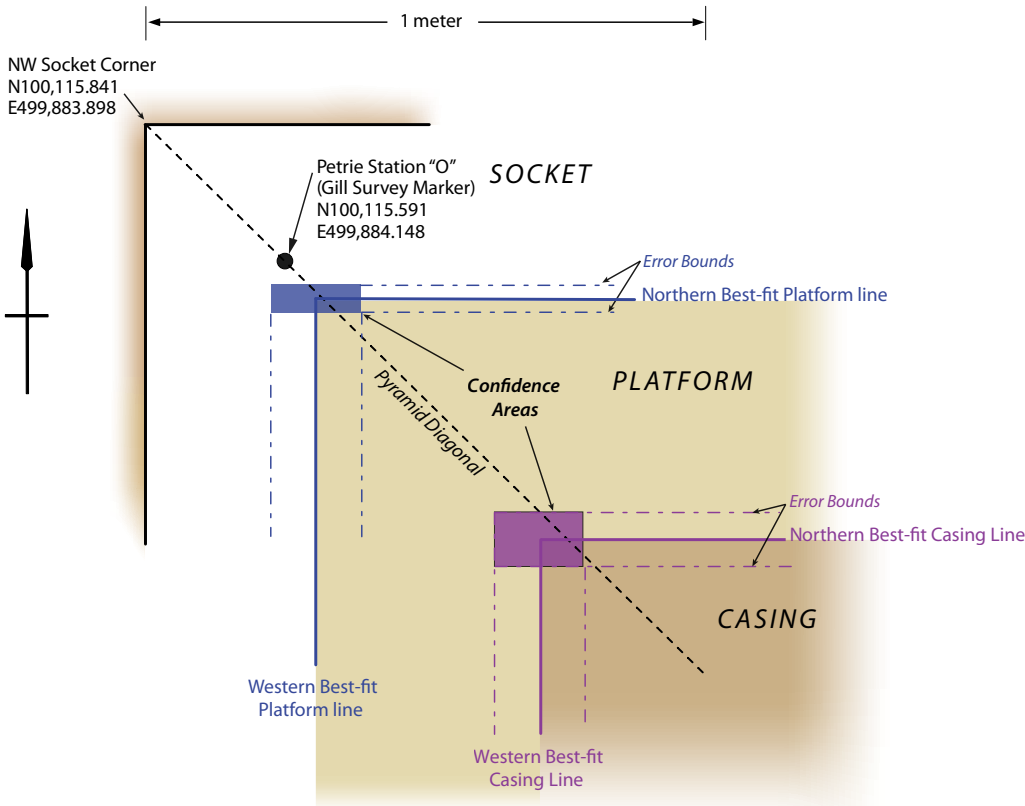 1 meter
NW Socket Corner
N100,115.841
E499,883.898
Petrie Station “O”
(Gill Survey Marker)
N100,115.591
E499,884.148
SOCKET
Error Bounds
Northern Best-fit Platform line
PLATFORM
Confidence
Areas
Pyramid Diagonal
Error Bounds
Northern Best-fit Casing Line
CASING
Western Best-fit
Platform line
Western Best-fit
Casing Line